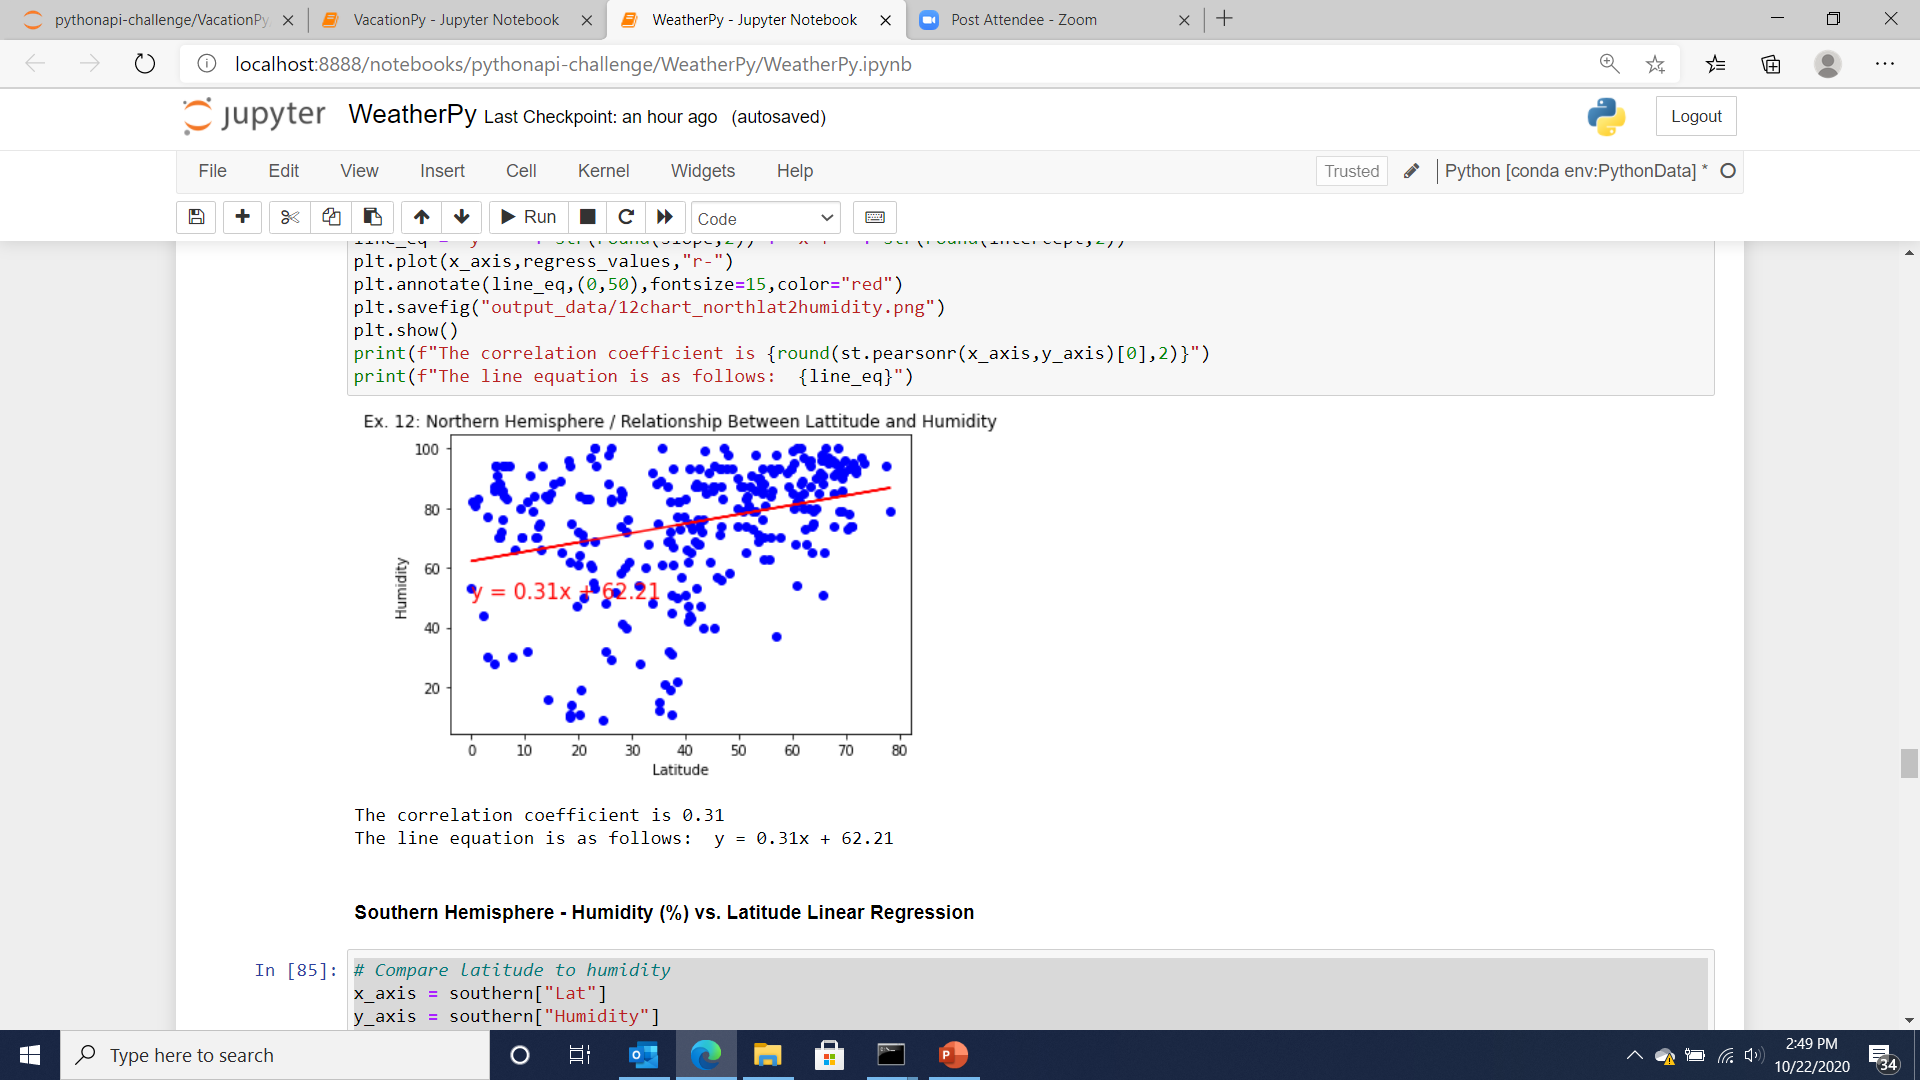 pythonapi-challenge/VacationPy
VacationPy - Jupyter Notebook
WeatherPy - Jupyter Notebook
Post Attendee - Zoom
localhost:8888/notebooks/pythonapi-challenge/WeatherPy/WeatherPy.ipynb
jupyter WeatherPy Last Checkpoint: an hour ago (autosaved)
Logout
File Edit View Insert Cell Kernel Widgets Help
Trusted Python [conda env:PythonData] *
Run Code
plt.plot(x_axis,regress_values,"r-")
plt.annotate(line_eq,(0,50),fontsize=15,color="red")
plt.savefig("output_data/12chart_northlat2humidity.png")
plt.show()
print(f"The correlation coefficient is {round(st.pearsonr(x_axis,y_axis)[0],2)}")
print(f"The line equation is as follows:  {line_eq}")
Ex. 12: Northern Hemisphere / Relationship Between Lattitude and Humidity
100
80
60
40
20
Humidity
y = 0.31x + 62.21
0 10 20 30 40 50 60 70 80
Latitude
The correlation coefficient is 0.31
The line equation is as follows:  y = 0.31x + 62.21
Southern Hemisphere - Humidity (%) vs. Latitude Linear Regression
In [85]:
# Compare latitude to humidity
x_axis = southern["Lat"]
y_axis = southern["Humidity"]
Type here to search
2:49 PM
10/22/2020
34